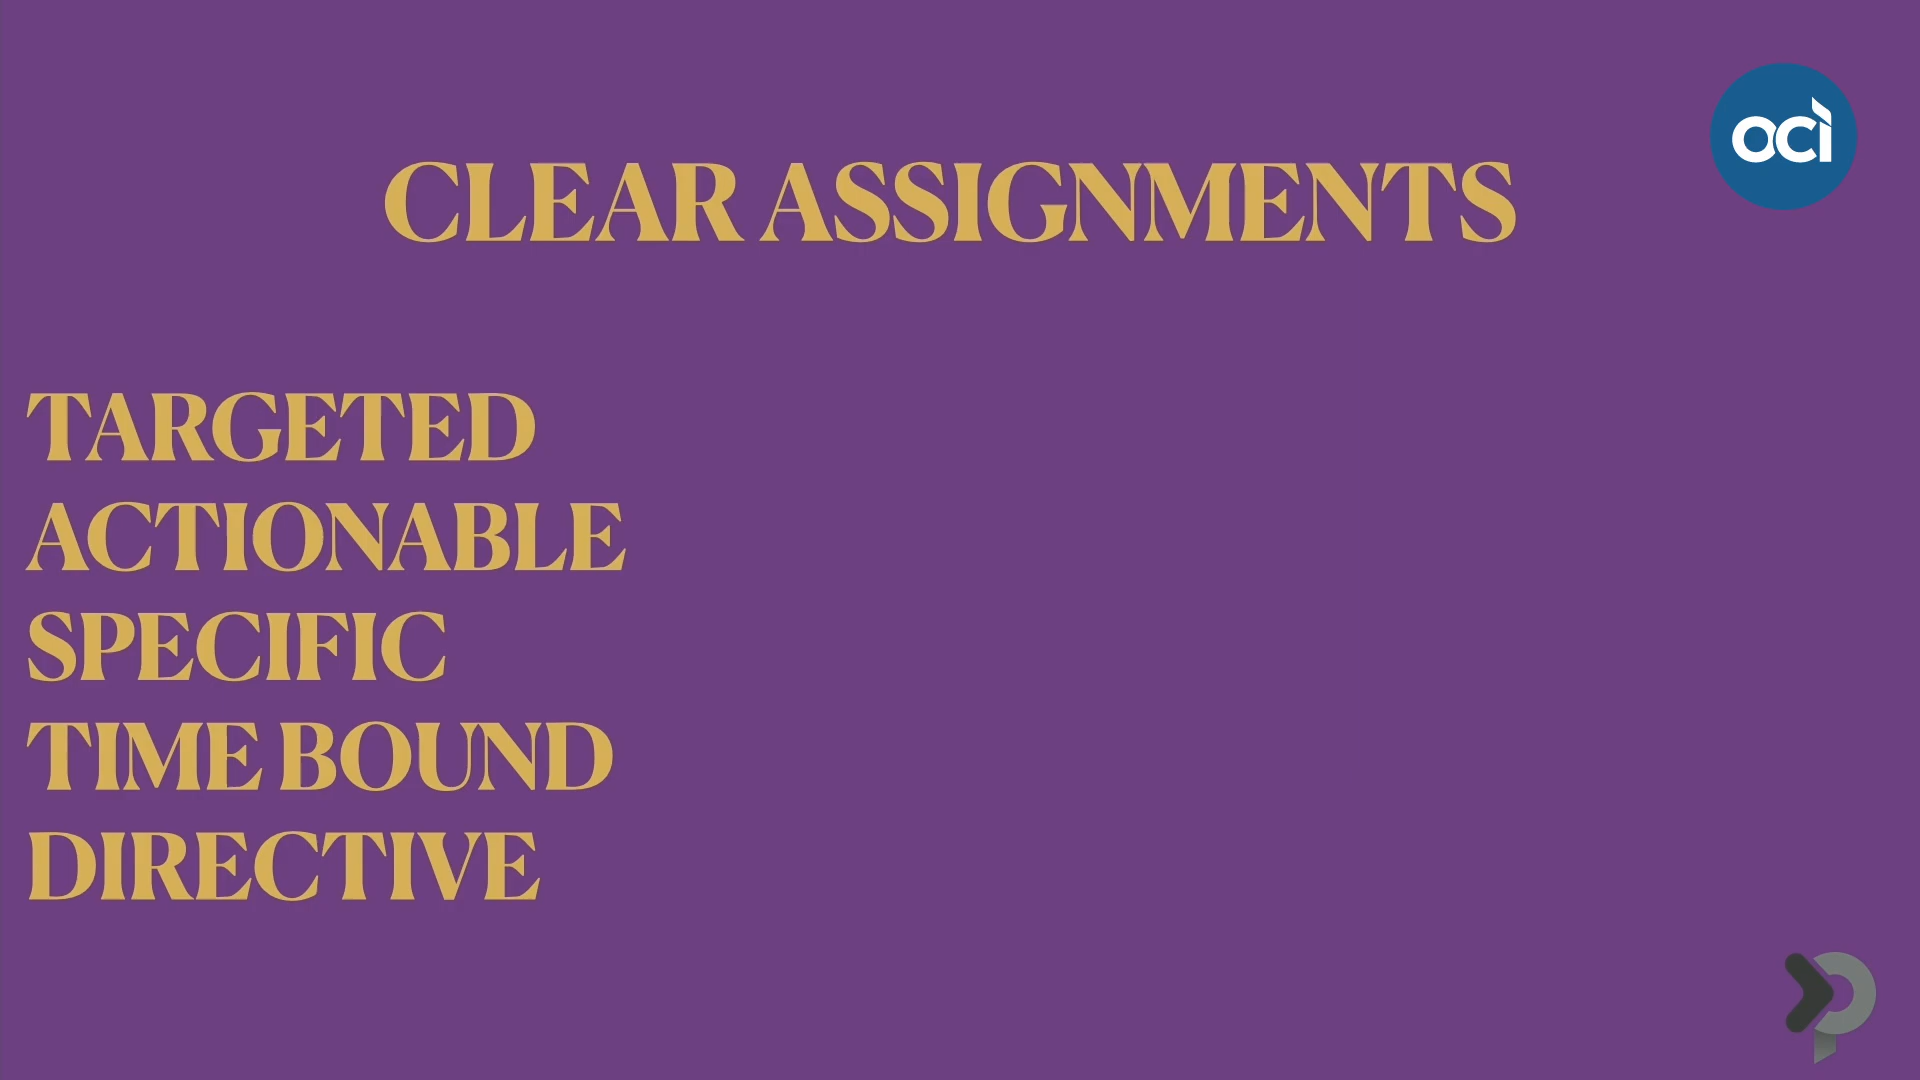 oci
CLEAR ASSIGNMENTS
TARGETED
ACTIONABLE
SPECIFIC
TIME BOUND
DIRECTIVE